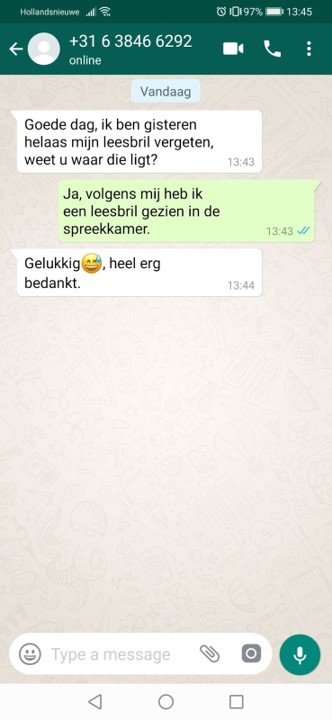 Hollandsnieuwe 97% 13:45
+31 6 3846 6292
online
Vandaag
Goede dag, ik ben gisteren
helaas mijn leesbril vergeten,
weet u waar die ligt?
13:43
Ja, volgens mij heb ik
een leesbril gezien in de
spreekkamer.
13:43
Gelukkig😅, heel erg
bedankt.
13:44
Type a message